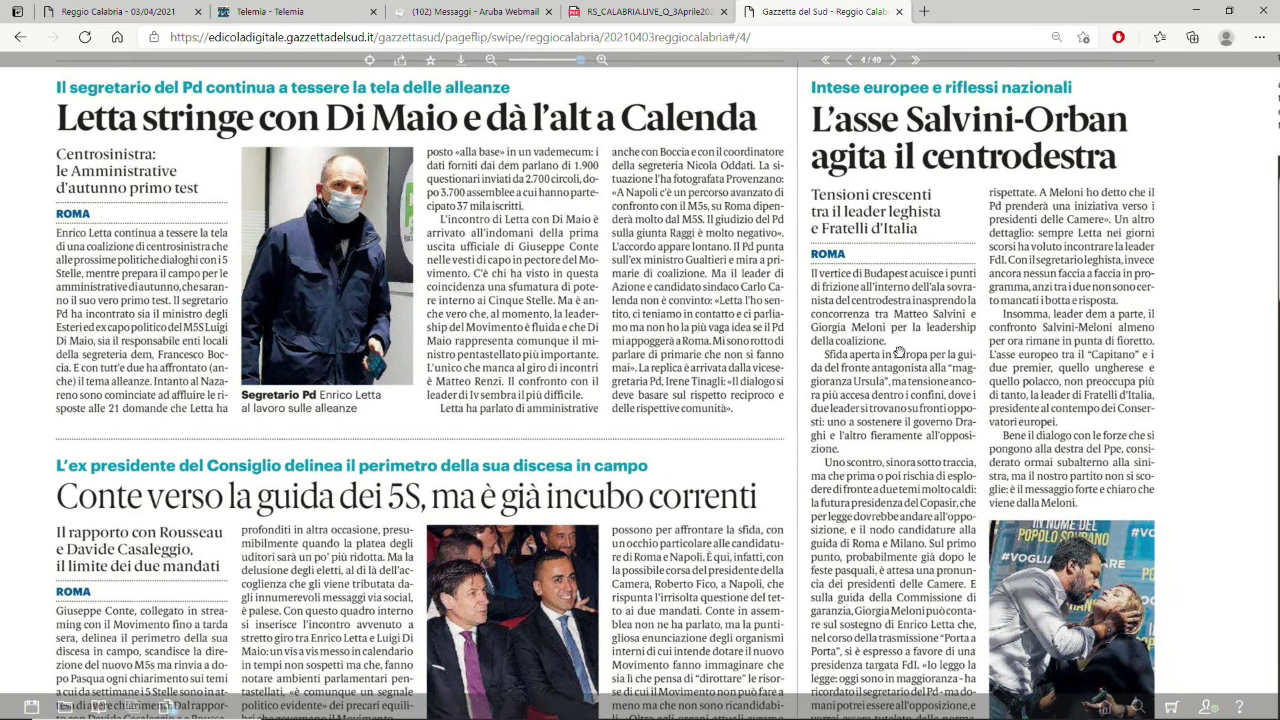 Reggio Calabria - 03/04/2021
Telemia - Telenia
(102) Messagi - Aruba Webmail
RS_CALABRIA.LIVE_O_3Aprile202
Gazzetta del Sud - Reggio Calabr
https://edicoladigitale.gazzettadelsud.it/gazzettasud/pageflip/swipe/reggiocalabria/20210403reggiocalabria#/4/
4 / 40
Il segretario del Pd continua a tessere la tela delle alleanze
Letta stringe con Di Maio e dà l'alt a Calenda
Centrosinistra:
le Amministrative
d'autunno primo test
ROMA
Enrico Letta continua a tessere la tela
di una coalizione di centrosinistra che
alle prossime politiche dialoghi con i 5
Stelle, mentre prepara il campo per le
amministrative di autunno, che saran-
no il suo vero primo test. Il segretario
Pd ha incontrato sia il ministro degli
Esteri ed ex capo politico del M5S Luigi
Di Maio, sia il responsabile enti locali
della segreteria dem, Francesco Boc-
cia. E con tutt'e due ha affrontato (an-
che) il tema alleanze. Intanto al Naza-
reno sono cominciate ad affluire le ri-
sposte alle 21 domande che Letta ha
Segretario Pd Enrico Letta
al lavoro sulle alleanze
posto «alla base» in un vademecum: i
dati forniti dai dem parlano di 1.900
questionari inviati da 2.700 circoli, do-
po 3.700 assemblee a cui hanno parte-
cipato 37 mila iscritti.
L'incontro di Letta con Di Maio è
arrivato all'indomani della prima
uscita ufficiale di Giuseppe Conte
nelle vesti di capo in pectore del Mo-
vimento. C'è chi ha visto in questa
coincidenza una sfumatura di pote-
re interno ai Cinque Stelle. Ma è an-
che vero che, al momento, la leader-
ship del Movimento è fluida e che Di
Maio rappresenta comunque il mi-
nistro pentastellato più importante.
L'unico che manca al giro di incontri
è Matteo Renzi. Il confronto con il
leader di Iv sembra il più difficile.
Letta ha parlato di amministrative
anche con Boccia e con il coordinatore
della segreteria Nicola Oddati. La si-
tuazione l'ha fotografata Provenzano:
«A Napoli c'è un percorso avanzato di
confronto con il M5s, su Roma dipen-
derà molto dal M5S. Il giudizio del Pd
sulla giunta Raggi è molto negativo».
L'accordo appare lontano. Il Pd punta
sull'ex ministro Gualtieri e mira a pri-
marie di coalizione. Ma il leader di
Azione e candidato sindaco Carlo Ca-
lenda non è convinto: «Letta l'ho sen-
tito, ci teniamo in contatto e ci parlia-
mo ma non ho la più vaga idea se il Pd
mi appoggerà a Roma. Mi sono rotto di
parlare di primarie che non si fanno
mai». La replica è arrivata dalla vicese-
gretaria Pd, Irene Tinagli: «Il dialogo si
deve basare sul rispetto reciproco e
delle rispettive comunità».
L'ex presidente del Consiglio delinea il perimetro della sua discesa in campo
Conte verso la guida dei 5S, ma è già incubo correnti
Il rapporto con Rousseau
e Davide Casaleggio,
il limite dei due mandati
ROMA
Giuseppe Conte, collegato in strea-
ming con il Movimento fino a tarda
sera, delinea il perimetro della sua
discesa in campo, scandisce la dire-
zione del nuovo M5s ma rinvia a do-
po Pasqua ogni chiarimento sui temi
a cui da settimane i 5 Stelle sono in at-
tesa di avere chiarimenti. Dal rappor-
profonditi in altra occasione, presu-
mibilmente quando la platea degli
uditori sarà un po' più ridotta. Ma la
delusione degli eletti, al di là dell'ac-
coglienza che gli viene tributata da-
gli innumerevoli messaggi via social,
è palese. Con questo quadro interno
si inserisce l'incontro avvenuto a
stretto giro tra Enrico Letta e Luigi Di
Maio: un vis a vis messo in calendario
in tempi non sospetti ma che, fanno
notare ambienti parlamentari pen-
tastellati, «è comunque un segnale
politico evidente» dei precari equili-
bri che governano il Movimento.
possono per affrontare la sfida, con
un occhio particolare alle candidatu-
re di Roma e Napoli. È qui, infatti, con
la possibile corsa del presidente della
Camera, Roberto Fico, a Napoli, che
rispunta l'irrisolta questione del tet-
to ai due mandati. Conte in assem-
blea non ne ha parlato, ma la punti-
gliosa enunciazione degli organismi
interni di cui intende dotare il nuovo
Movimento fanno immaginare che
sia lì che pensa di "dirottare" le risor-
se di cui il Movimento non può fare a
meno ma che non sono ricandidabi-
li. «Oltre agli organi attuali avremo
Intese europee e riflessi nazionali
L'asse Salvini-Orban
agita il centrodestra
Tensioni crescenti
tra il leader leghista
e Fratelli d'Italia
ROMA
Il vertice di Budapest acuisce i punti
di frizione all'interno dell'ala sovra-
nista del centrodestra inasprendo la
concorrenza tra Matteo Salvini e
Giorgia Meloni per la leadership
della coalizione.
Sfida aperta in Europa per la gui-
da del fronte antagonista alla "mag-
gioranza Ursula", ma tensione anco-
ra più accesa dentro i confini, dove i
due leader si trovano su fronti oppo-
sti: uno a sostenere il governo Dra-
ghi e l'altro fieramente all'opposi-
zione.
Uno scontro, sinora sotto traccia,
ma che prima o poi rischia di esplo-
dere di fronte a due temi molto caldi:
la futura presidenza del Copasir, che
per legge dovrebbe andare all'oppo-
sizione, e il nodo candidature alla
guida di Roma e Milano. Sul primo
punto, probabilmente già dopo le
feste pasquali, è attesa una pronun-
cia dei presidenti delle Camere. E
sulla guida della Commissione di
garanzia, Giorgia Meloni può conta-
re sul sostegno di Enrico Letta che,
nel corso della trasmissione "Porta a
Porta", si è espresso a favore di una
presidenza targata FdI. «Io leggo la
legge: oggi sono in maggioranza - ha
ricordato il segretario del Pd - ma do-
mani potrei essere all'opposizione, e
rispettate. A Meloni ho detto che il
Pd prenderà una iniziativa verso i
presidenti delle Camere». Un altro
dettaglio: sempre Letta nei giorni
scorsi ha voluto incontrare la leader
FdI. Con il segretario leghista, invece
ancora nessun faccia a faccia in pro-
gramma, anzi tra i due non sono cer-
to mancati i botta e risposta.
Insomma, leader dem a parte, il
confronto Salvini-Meloni almeno
per ora rimane in punta di fioretto.
L'asse europeo tra il "Capitano" e i
due premier, quello ungherese e
quello polacco, non preoccupa più
di tanto, la leader di Fratelli d'Italia,
presidente al contempo dei Conser-
vatori europei.
Bene il dialogo con le forze che si
pongono alla destra del Ppe, consi-
derato ormai subalterno alla sini-
stra, ma il nostro partito non si sco-
glie: è il messaggio forte e chiaro che
viene dalla Meloni.
IN NOME DEL
POPOLO SOVRANO
#VOGLI